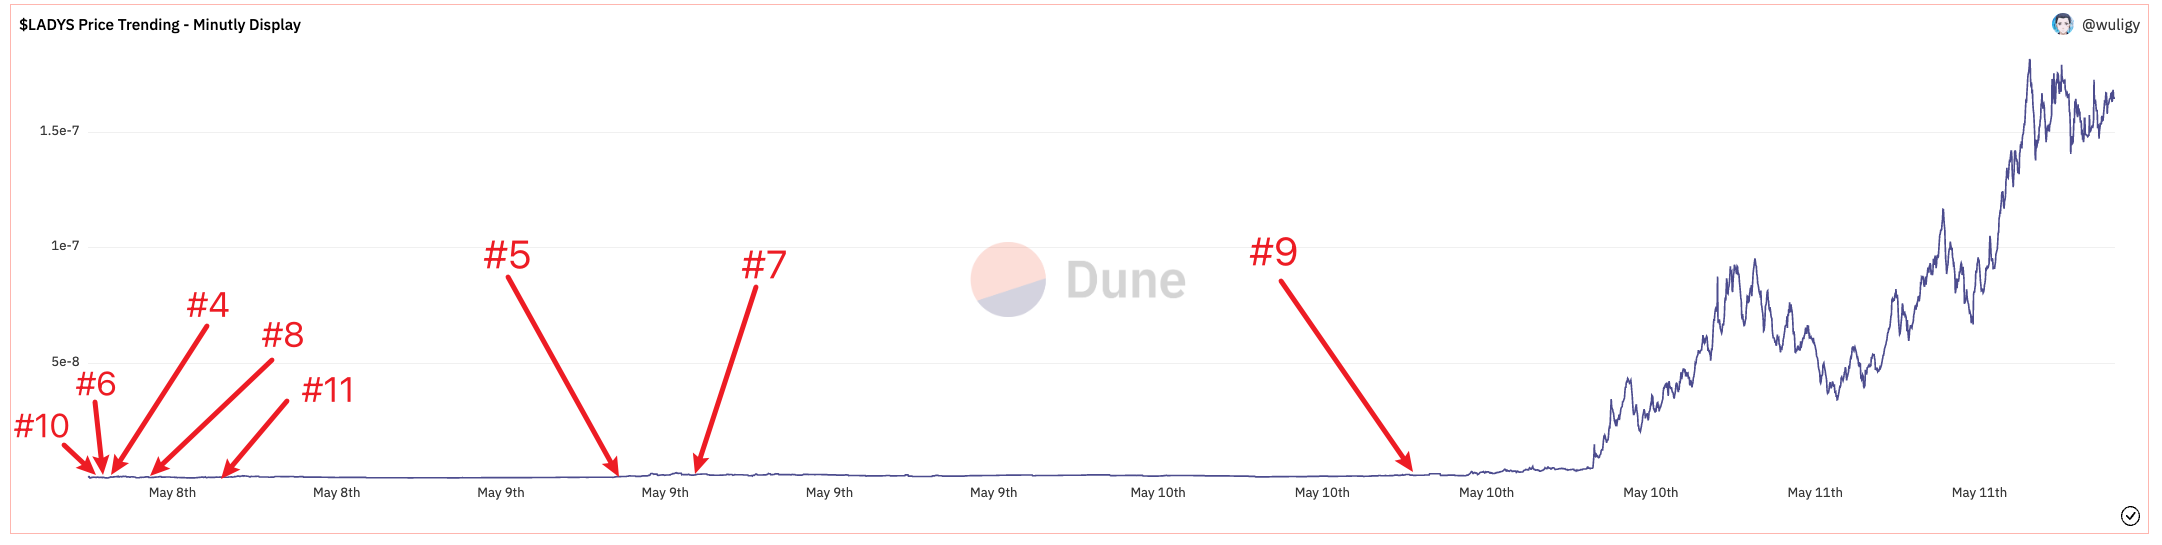 $LADYS Price Trending - Minutly Display
@wuligy
1.5e-7
1e-7
5e-8
#10
#6
#4
#8
#11
#5
#7
#9
Dune
May 8th
May 8th
May 9th
May 9th
May 9th
May 9th
May 10th
May 10th
May 10th
May 10th
May 11th
May 11th